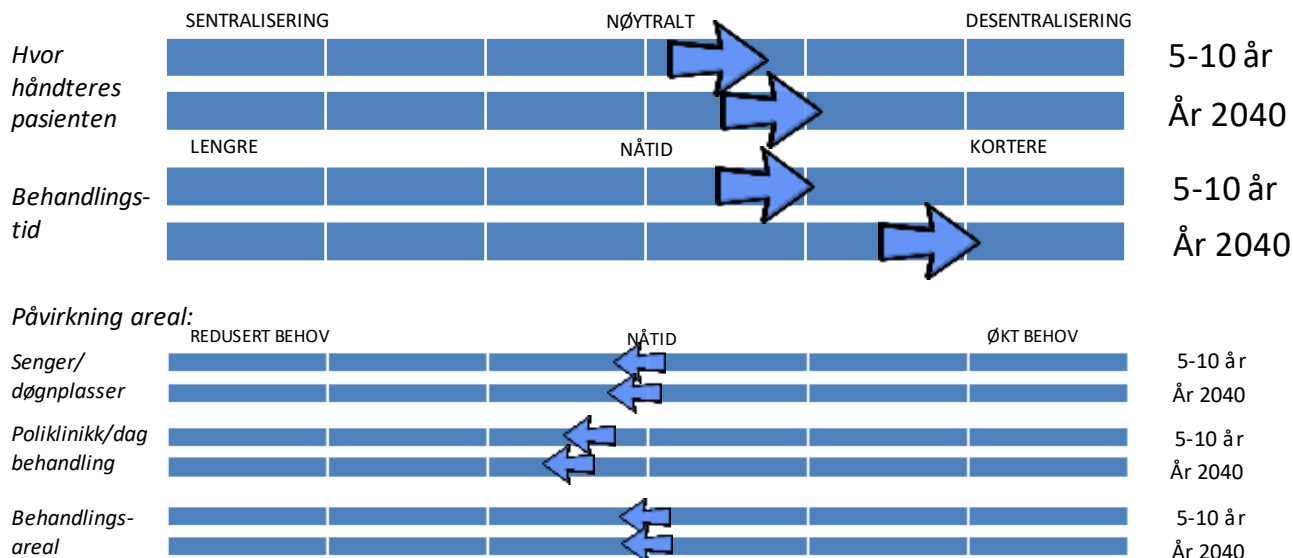 SENTRALISERING NØYTRALT DESENTRALISERING
Hvor
håndteres
pasienten
5-10 år
År 2040
LENGRE NÅTID KORTERE
Behandlings-
tid
5-10 år
År 2040
Påvirkning areal:
REDUSERT BEHOV NÅTID ØKT BEHOV
Senger/
døgnplasser
5-10 år
År 2040
Poliklinikk/dag
behandling
5-10 år
År 2040
Behandlings-
areal
5-10 år
År 2040